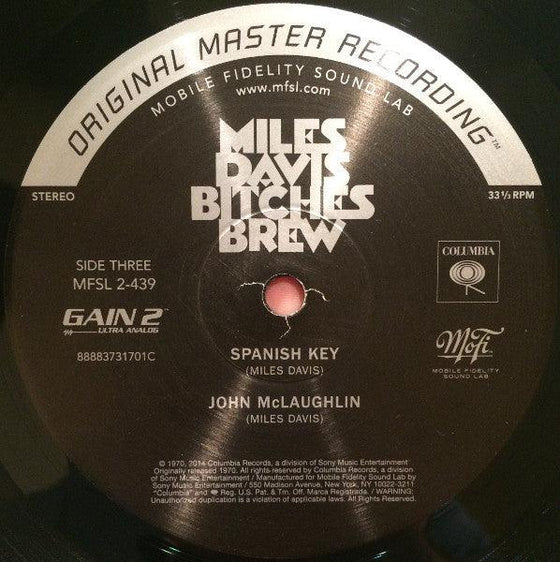 ORIGINAL MASTER RECORDING™
MOBILE FIDELITY SOUND LAB
www.mfsl.com
MILES
DAVIS
BITCHES
BREW
STEREO
33 1/3 RPM
SIDE THREE
MFSL 2-439
GAIN 2™
ULTRA ANALOG
88883731701C
COLUMBIA
MoFi
MOBILE FIDELITY
SOUND LAB
SPANISH KEY
(MILES DAVIS)
JOHN McLAUGHLIN
(MILES DAVIS)
© 1970, 2014 Columbia Records, a division of Sony Music Entertainment
Originally released 1970. All rights reserved by Columbia Records, a division
of Sony Music Entertainment / Manufactured for Mobile Fidelity Sound Lab by
Sony Music Entertainment / 550 Madison Avenue, New York, NY 10022-3211
"Columbia" and Reg. U.S. Pat. & Tm. Off. Marca Registrada. / WARNING:
Unauthorized duplication is a violation of applicable laws. All Rights Reserved.